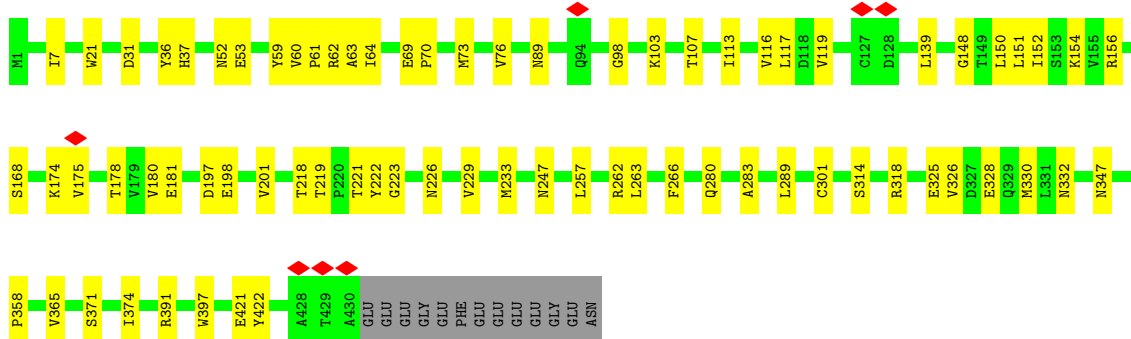 M1 I7 W21 D31 Y36 H37 N52 E53 Y59 V60 P61 R62 A63 I64 E69 P70 M73 V76 N89 Q94 G98 K103 T107 I113 V116 L117 D118 V119 C127 D128 L139 G148 T149 L150 L151 I152 S153 K154 V155 R156
S168 K174 V175 T178 V179 V180 E181 D197 E198 V201 T218 T219 P220 T221 Y222 G223 N226 V229 M233 N247 L257 R262 L263 F266 Q280 A283 L289 C301 S314 R318 E325 V326 D327 E328 Q329 M330 L331 N332 N347
P358 V365 S371 I374 R391 W397 E421 Y422 A428 T429 A430 GLU GLU GLU GLY GLU PHE GLU GLU GLU GLU GLY GLU ASN